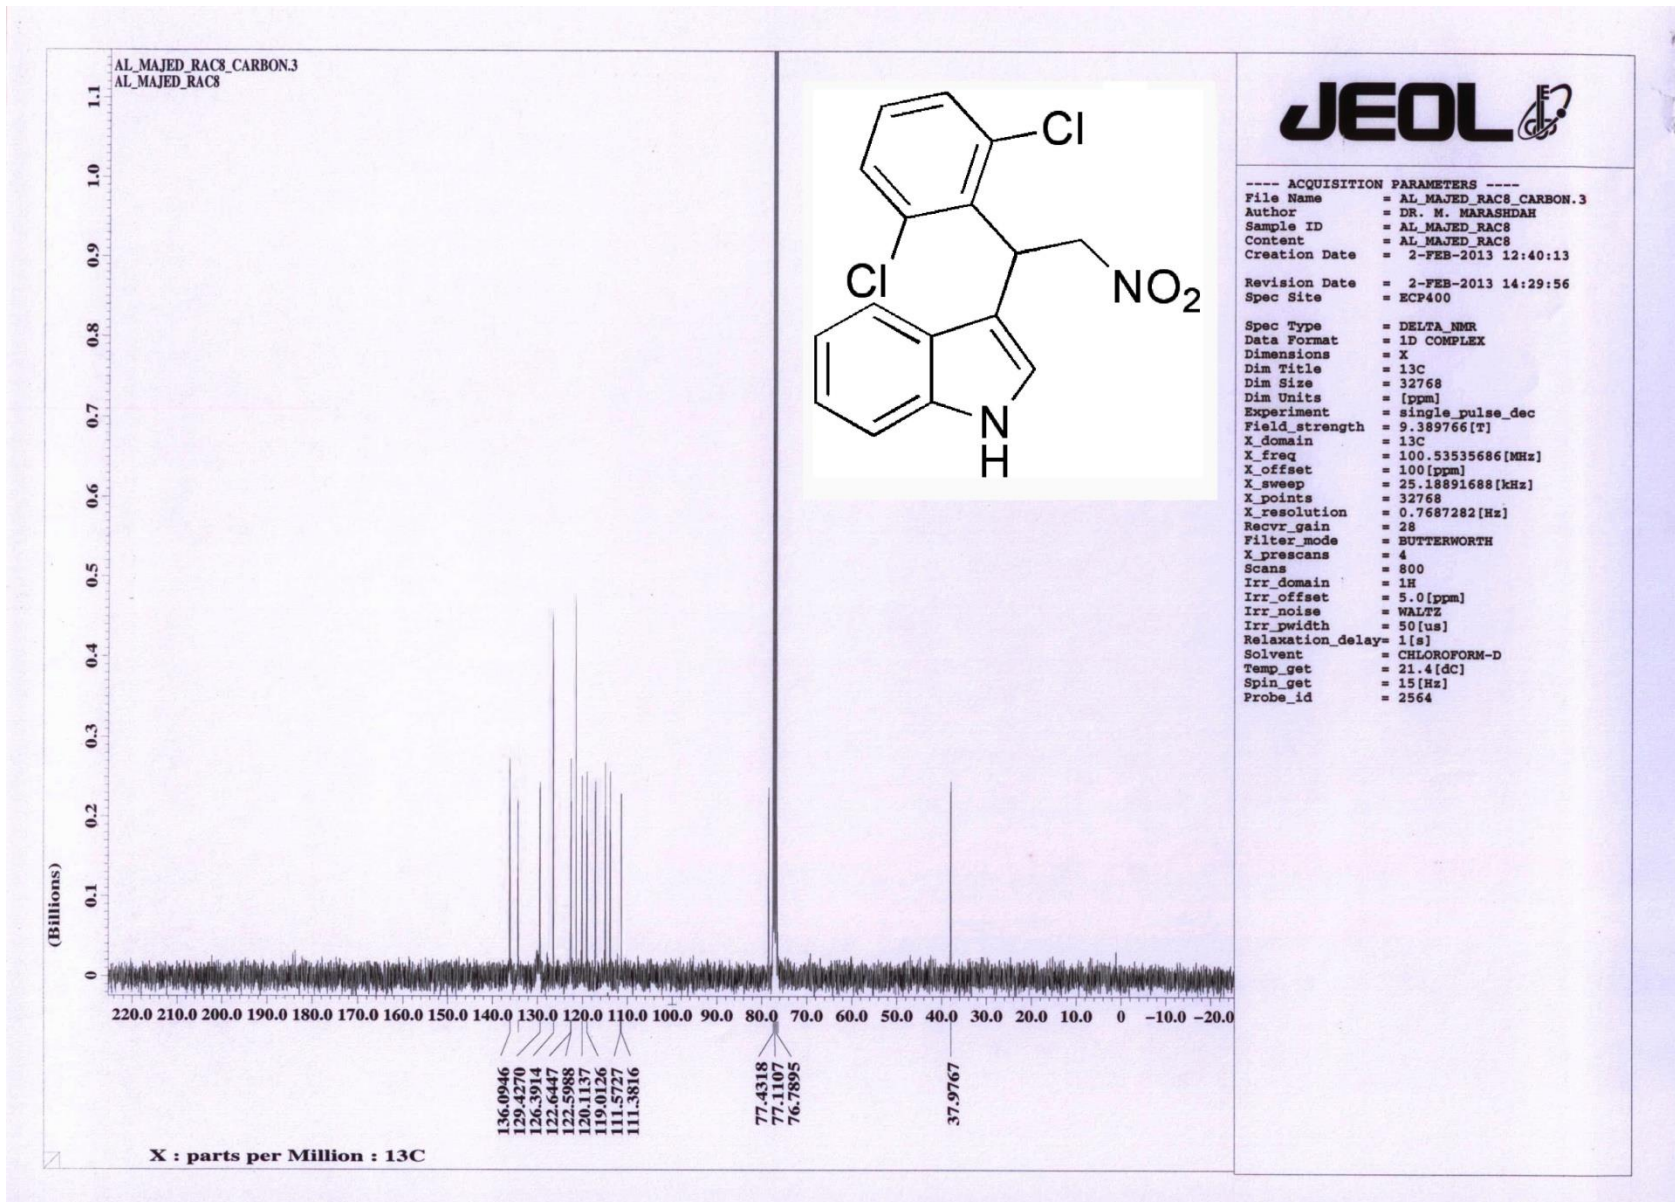 AL_MAJED_RAC8_CARBON.3
AL_MAJED_RAC8
JEOL
---- ACQUISITION PARAMETERS ----
File Name = AL_MAJED_RAC8_CARBON.3
Author = DR. M. MARASHDAH
Sample ID = AL_MAJED_RAC8
Content = AL_MAJED_RAC8
Creation Date = 2-FEB-2013 12:40:13
Revision Date = 2-FEB-2013 14:29:56
Spec Site = ECP400
Spec Type = DELTA_NMR
Data Format = 1D COMPLEX
Dimensions = X
Dim Title = 13C
Dim Size = 32768
Dim Units = [ppm]
Experiment = single_pulse_dec
Field_strength = 9.389766[T]
X_domain = 13C
X_freq = 100.53535686[MHz]
X_offset = 100[ppm]
X_sweep = 25.18891688[kHz]
X_points = 32768
X_resolution = 0.7687282[Hz]
Recvr_gain = 28
Filter_mode = BUTTERWORTH
X_prescans = 4
Scans = 800
Irr_domain = 1H
Irr_offset = 5.0[ppm]
Irr_noise = WALTZ
Irr_pwidth = 50[us]
Relaxation_delay= 1[s]
Solvent = CHLOROFORM-D
Temp_get = 21.4[dC]
Spin_get = 15[Hz]
Probe_id = 2564
Cl
Cl
NO2
N
H
1.1
1.0
0.9
0.8
0.7
0.6
0.5
0.4
0.3
0.2
0.1
0
(Billions)
220.0 210.0 200.0 190.0 180.0 170.0 160.0 150.0 140.0 130.0 120.0 110.0 100.0 90.0 80.0 70.0 60.0 50.0 40.0 30.0 20.0 10.0 0 -10.0 -20.0
136.0946
129.4270
126.3914
122.6447
122.5988
120.1137
119.0126
111.5727
111.3816
77.4318
77.1107
76.7895
37.9767
X : parts per Million : 13C